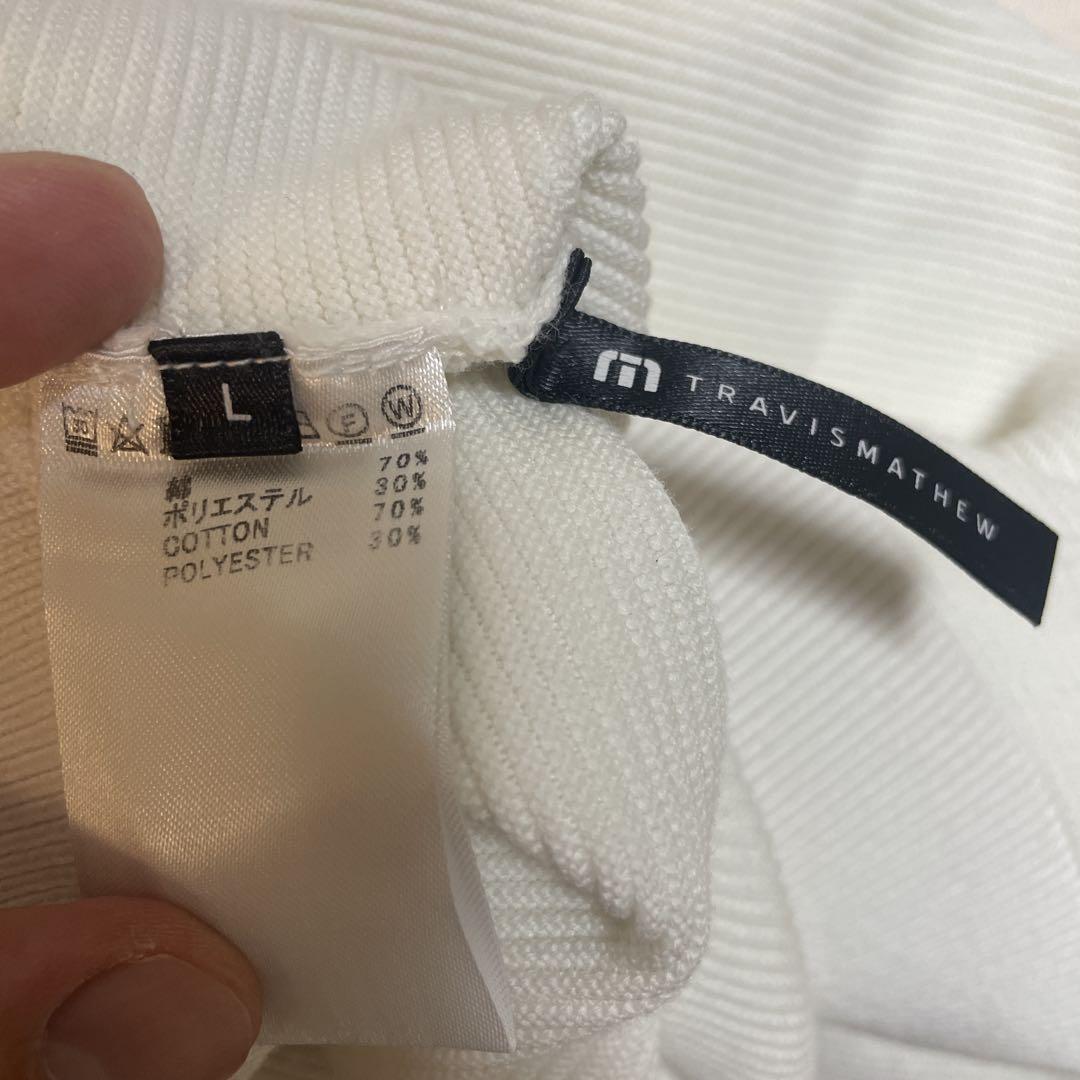 L
F W
綿 70%
ポリエステル 30%
COTTON 70%
POLYESTER 30%
TRAVISMATHEW